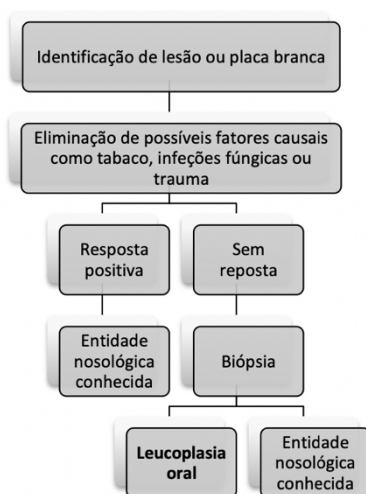 Identificação de lesão ou placa branca
Eliminação de possíveis fatores causais
como tabaco, infeções fúngicas ou
trauma
Resposta
positiva
Sem
resposta
Entidade
nosológica
conhecida
Biópsia
Leucoplasia
oral
Entidade
nosológica
conhecida